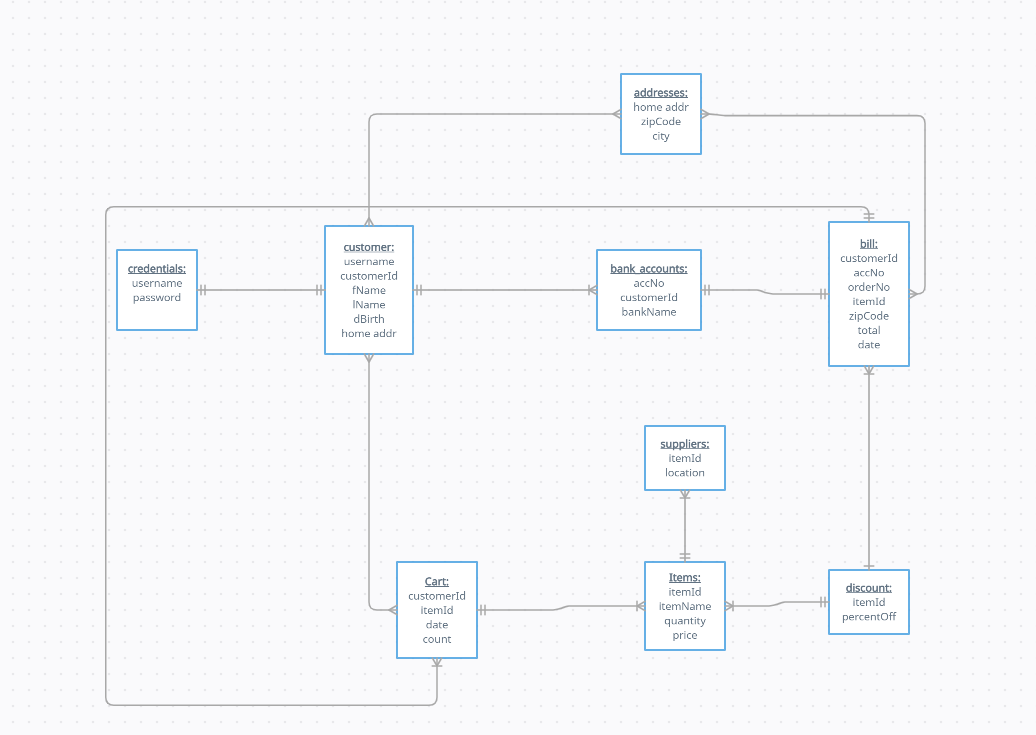 addresses:
home addr
zipCode
city
credentials:
username
password
customer:
username
customerId
fName
lName
dBirth
home addr
bank_accounts:
accNo
customerId
bankName
bill:
customerId
accNo
orderNo
itemId
zipCode
total
date
suppliers:
itemId
location
Cart:
customerId
itemId
date
count
Items:
itemId
itemName
quantity
price
discount:
itemId
percentOff